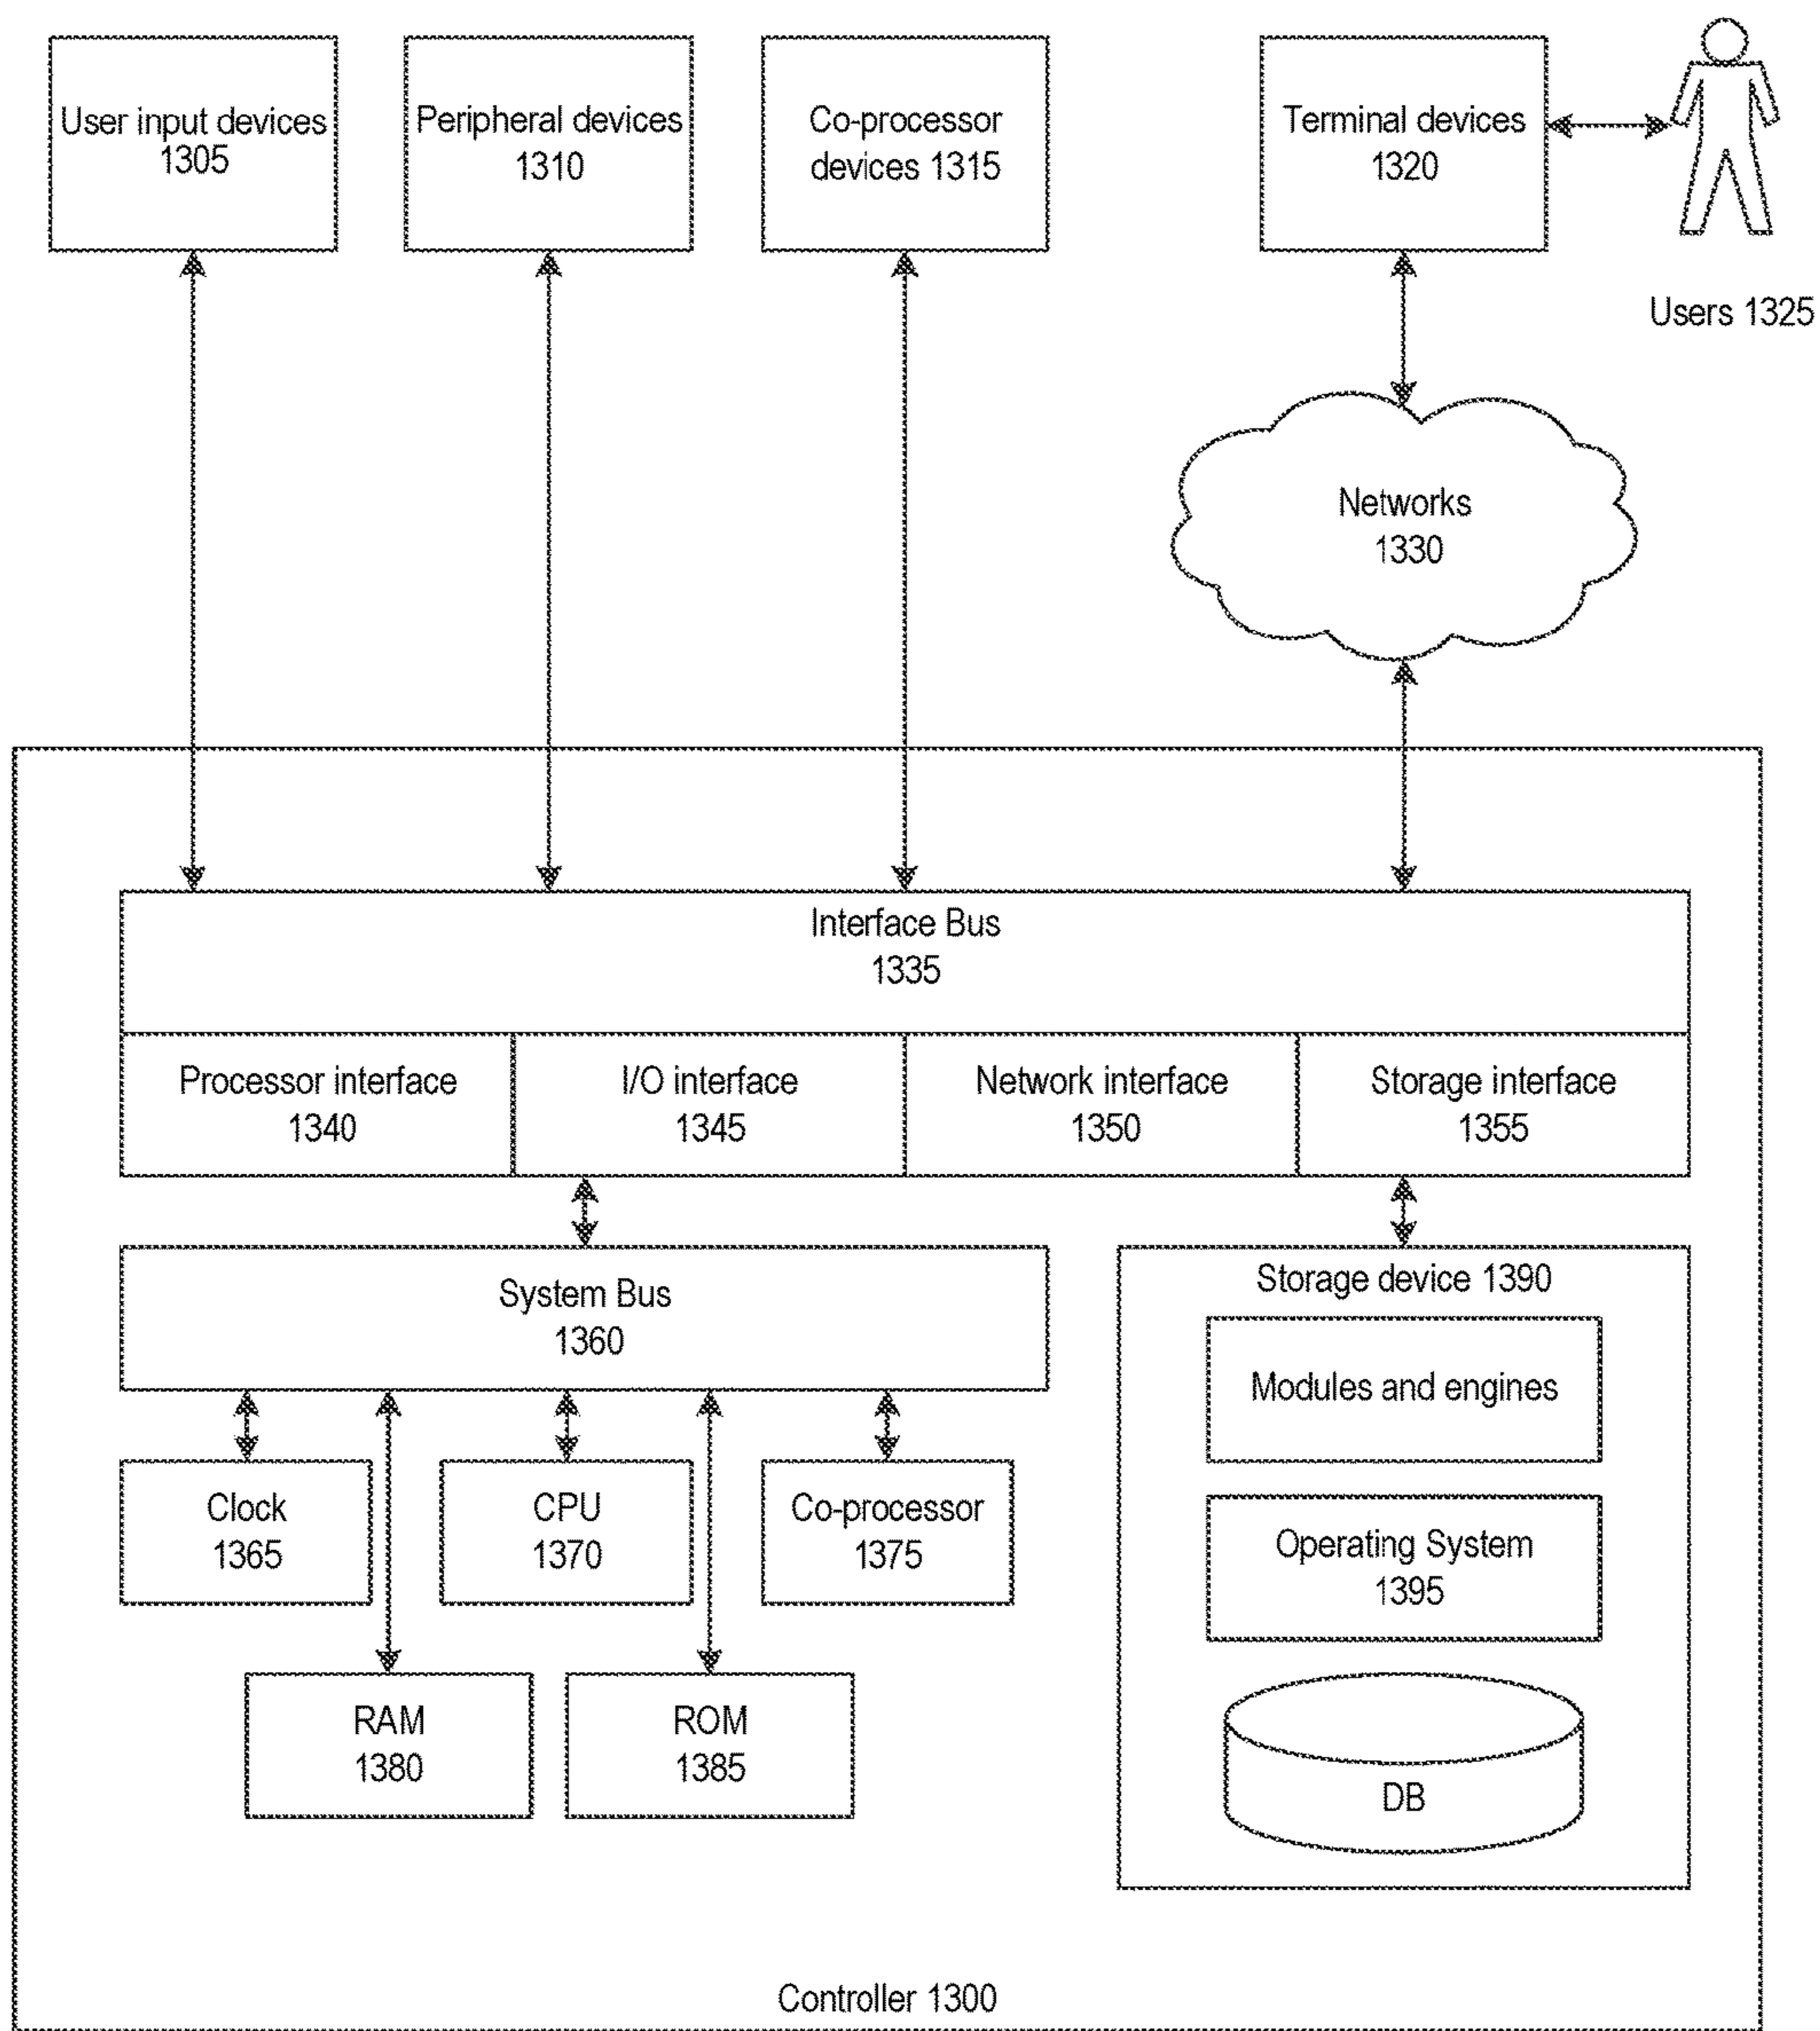 User input devices
1305
Peripheral devices
1310
Co-processor
devices 1315
Terminal devices
1320
Users 1325
Networks
1330
Interface Bus
1335
Processor interface
1340
I/O interface
1345
Network interface
1350
Storage interface
1355
System Bus
1360
Storage device 1390
Modules and engines
Clock
1365
CPU
1370
Co-processor
1375
Operating System
1395
RAM
1380
ROM
1385
DB
Controller 1300